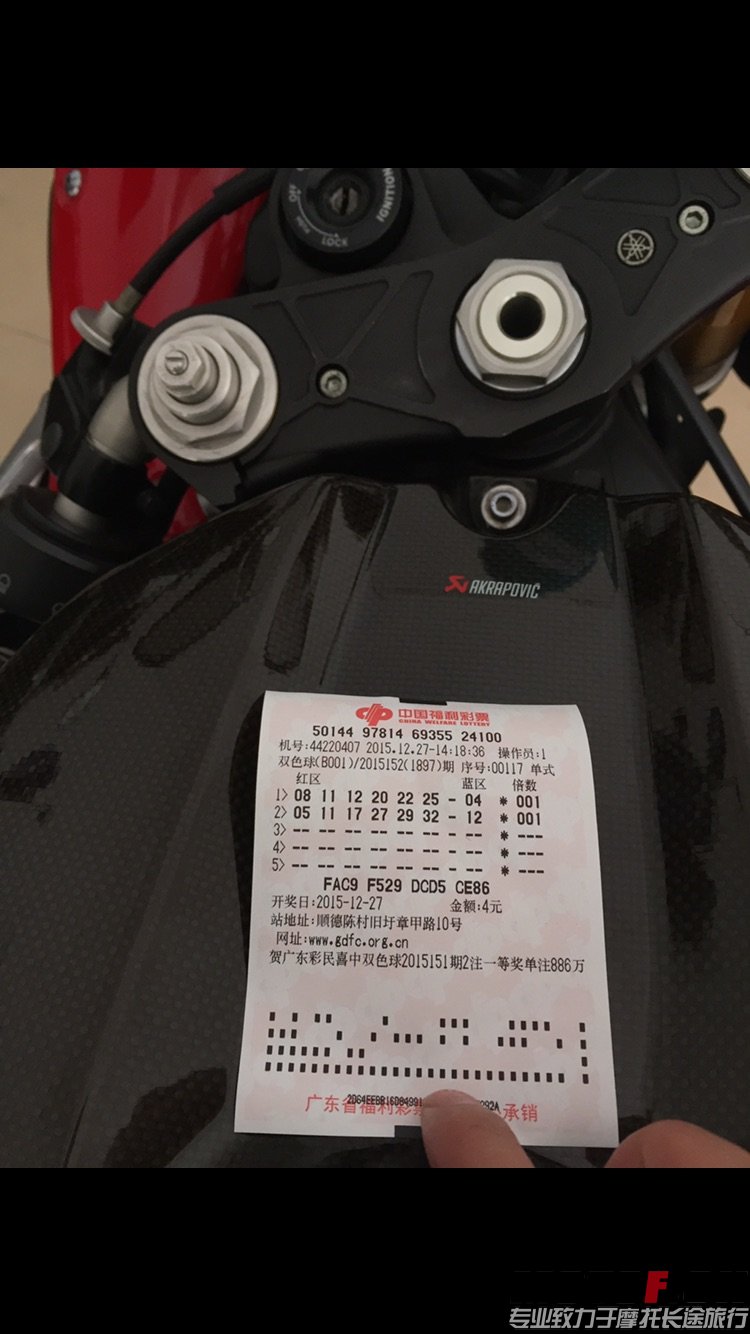 ON
LOCK
IGNITION
AKRAPOVIČ
中国福利彩票
CHINA WELFARE LOTTERY
50144 97814 69355 24100
机号:44220407 2015.12.27-14:18:36 操作员:1
双色球(B001)/2015152(1897)期 序号:00117 单式
红区 蓝区 倍数
1> 08 11 12 20 22 25 - 04 * 001
2> 05 11 17 27 29 32 - 12 * 001
3> -- -- -- -- -- -- - -- * ---
4> -- -- -- -- -- -- - -- * ---
5> -- -- -- -- -- -- - -- * ---
FAC9 F529 DCD5 CE86
开奖日:2015-12-27 金额:4元
站地址:顺德陈村旧圩章甲路10号
网址:www.gdfc.org.cn
贺广东彩民喜中双色球2015151期2注一等奖单注886万
广东省福利彩票 承销
F
专业致力于摩托长途旅行